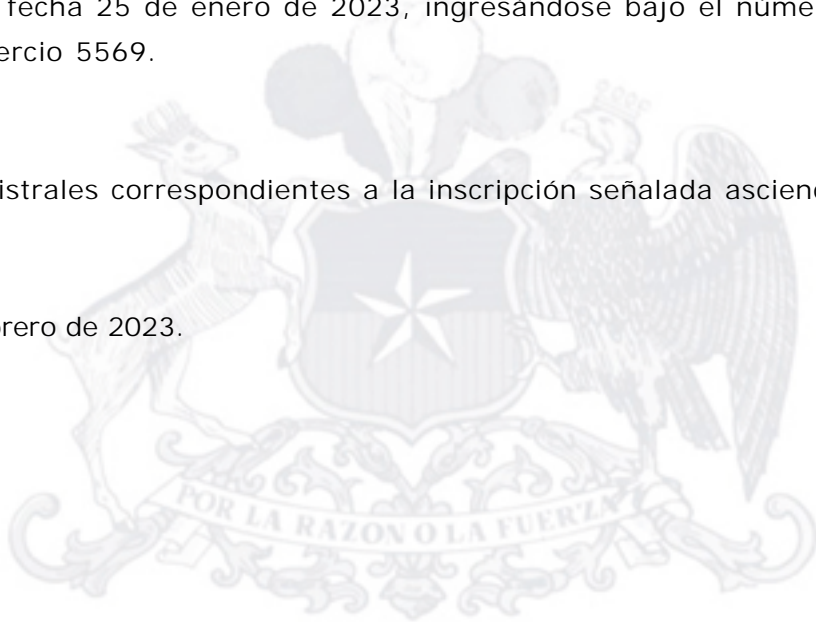 fecha 25 de enero de 2023, ingresándose bajo el núme
ercio 5569.
istrales correspondientes a la inscripción señalada ascien
brero de 2023.
POR LA RAZON O LA FUERZA